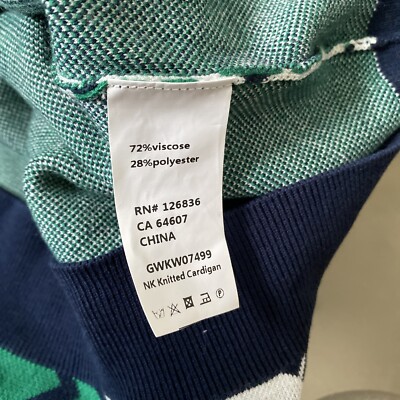 72%viscose
28%polyester
RN# 126836
CA 64607
CHINA
GWKW07499
NK Knitted Cardigan